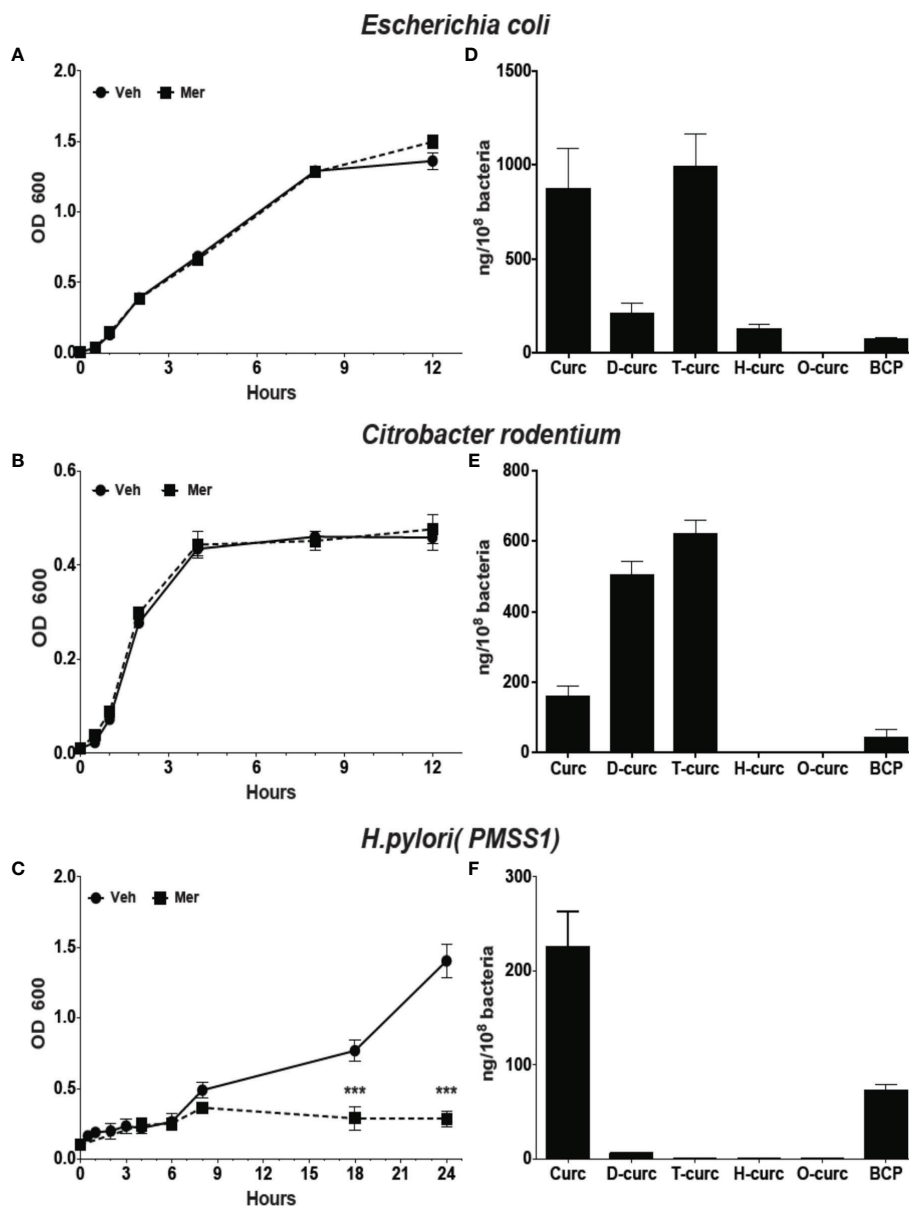 Escherichia coli
A
Veh Mer
2.0
1.5
1.0
0.5
0.0
OD 600
0 3 6 9 12
Hours
D
1500
1000
500
0
ng/10⁸ bacteria
Curc D-curc T-curc H-curc O-curc BCP
Citrobacter rodentium
B
Veh Mer
0.6
0.4
0.2
0.0
OD 600
0 3 6 9 12
Hours
E
800
600
400
200
0
ng/10⁸ bacteria
Curc D-curc T-curc H-curc O-curc BCP
H.pylori( PMSS1)
C
Veh Mer
2.0
1.5
1.0
0.5
0.0
OD 600
*** ***
0 3 6 9 12 15 18 21 24
Hours
F
300
200
100
0
ng/10⁸ bacteria
Curc D-curc T-curc H-curc O-curc BCP